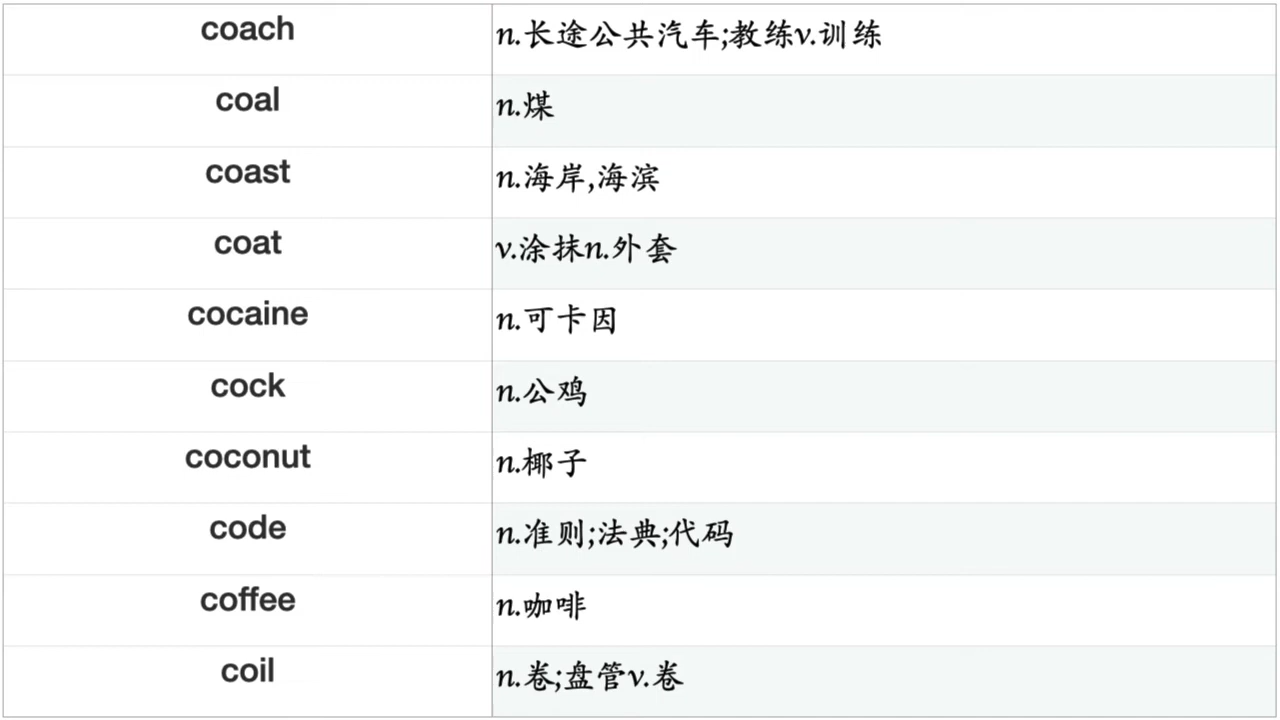 coach n.长途公共汽车;教练v.训练
coal n.煤
coast n.海岸,海滨
coat v.涂抹n.外套
cocaine n.可卡因
cock n.公鸡
coconut n.椰子
code n.准则;法典;代码
coffee n.咖啡
coil n.卷;盘管v.卷